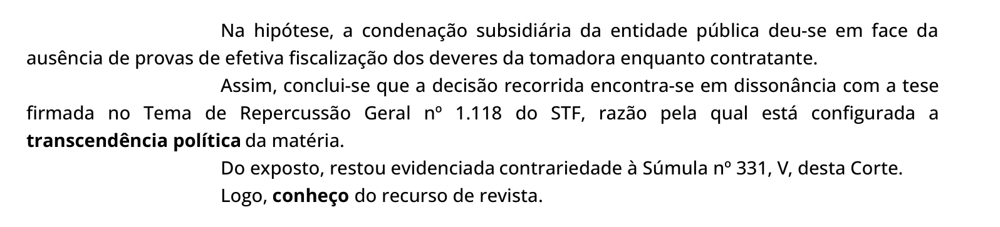 Na hipótese, a condenação subsidiária da entidade pública deu-se em face da
ausência de provas de efetiva fiscalização dos deveres da tomadora enquanto contratante.
Assim, conclui-se que a decisão recorrida encontra-se em dissonância com a tese
firmada no Tema de Repercussão Geral nº 1.118 do STF, razão pela qual está configurada a
transcendência política da matéria.
Do exposto, restou evidenciada contrariedade à Súmula nº 331, V, desta Corte.
Logo, conheço do recurso de revista.